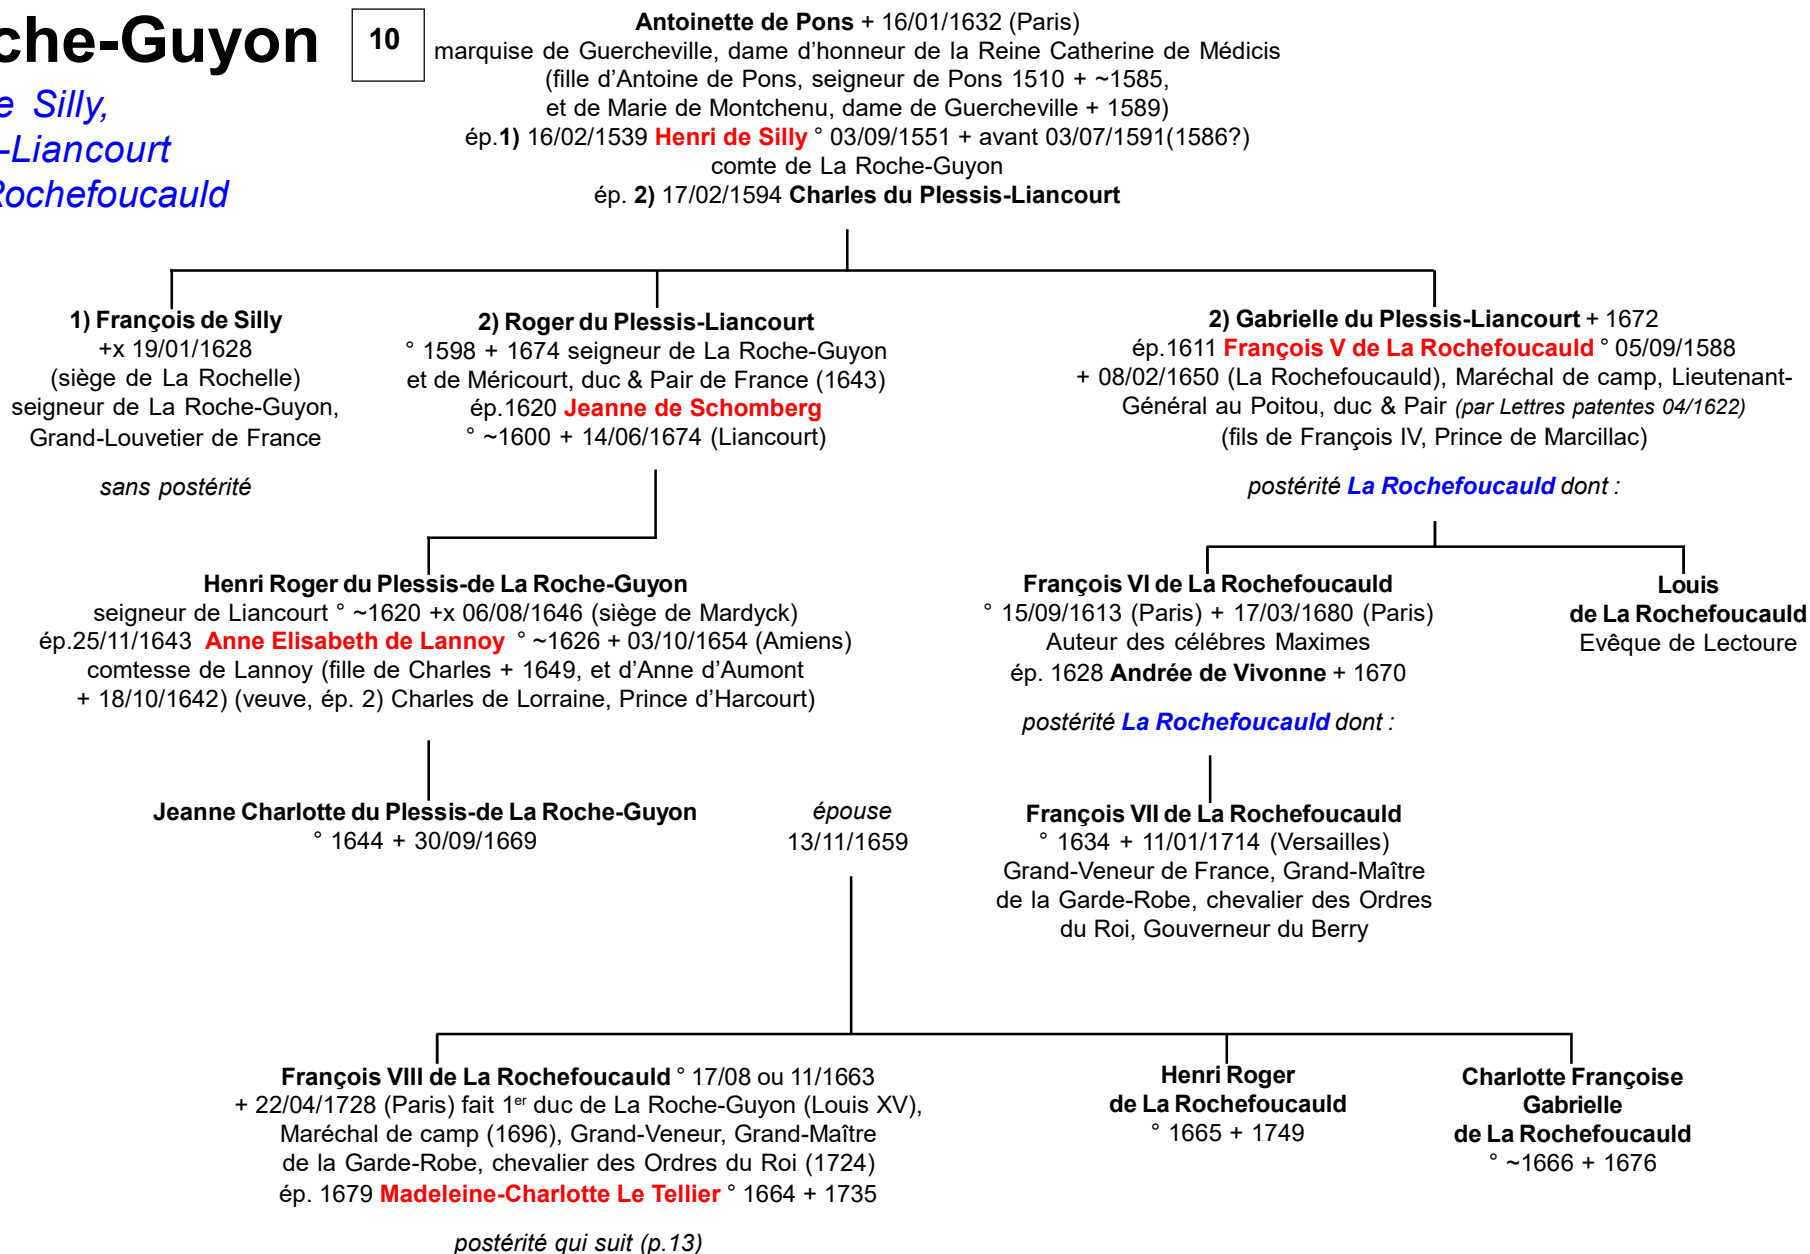 che-Guyon
10
e Silly,
-Liancourt
Rochefoucauld
Antoinette de Pons + 16/01/1632 (Paris)
marquise de Guercheville, dame d’honneur de la Reine Catherine de Médicis
(fille d’Antoine de Pons, seigneur de Pons 1510 + ~1585,
et de Marie de Montchenu, dame de Guercheville + 1589)
ép.1) 16/02/1539 Henri de Silly ° 03/09/1551 + avant 03/07/1591(1586?)
comte de La Roche-Guyon
ép. 2) 17/02/1594 Charles du Plessis-Liancourt
1) François de Silly
+x 19/01/1628
(siège de La Rochelle)
seigneur de La Roche-Guyon,
Grand-Louvetier de France
sans postérité
2) Roger du Plessis-Liancourt
° 1598 + 1674 seigneur de La Roche-Guyon
et de Méricourt, duc & Pair de France (1643)
ép.1620 Jeanne de Schomberg
° ~1600 + 14/06/1674 (Liancourt)
2) Gabrielle du Plessis-Liancourt + 1672
ép.1611 François V de La Rochefoucauld ° 05/09/1588
+ 08/02/1650 (La Rochefoucauld), Maréchal de camp, Lieutenant-
Général au Poitou, duc & Pair (par Lettres patentes 04/1622)
(fils de François IV, Prince de Marcillac)
postérité La Rochefoucauld dont :
Henri Roger du Plessis-de La Roche-Guyon
seigneur de Liancourt ° ~1620 +x 06/08/1646 (siège de Mardyck)
ép.25/11/1643 Anne Elisabeth de Lannoy ° ~1626 + 03/10/1654 (Amiens)
comtesse de Lannoy (fille de Charles + 1649, et d’Anne d’Aumont
+ 18/10/1642) (veuve, ép. 2) Charles de Lorraine, Prince d’Harcourt)
François VI de La Rochefoucauld
° 15/09/1613 (Paris) + 17/03/1680 (Paris)
Auteur des célébres Maximes
ép. 1628 Andrée de Vivonne + 1670
postérité La Rochefoucauld dont :
Louis
de La Rochefoucauld
Evêque de Lectoure
Jeanne Charlotte du Plessis-de La Roche-Guyon
° 1644 + 30/09/1669
épouse
13/11/1659
François VII de La Rochefoucauld
° 1634 + 11/01/1714 (Versailles)
Grand-Veneur de France, Grand-Maître
de la Garde-Robe, chevalier des Ordres
du Roi, Gouverneur du Berry
François VIII de La Rochefoucauld ° 17/08 ou 11/1663
+ 22/04/1728 (Paris) fait 1er duc de La Roche-Guyon (Louis XV),
Maréchal de camp (1696), Grand-Veneur, Grand-Maître
de la Garde-Robe, chevalier des Ordres du Roi (1724)
ép. 1679 Madeleine-Charlotte Le Tellier ° 1664 + 1735
postérité qui suit (p.13)
Henri Roger
de La Rochefoucauld
° 1665 + 1749
Charlotte Françoise
Gabrielle
de La Rochefoucauld
° ~1666 + 1676